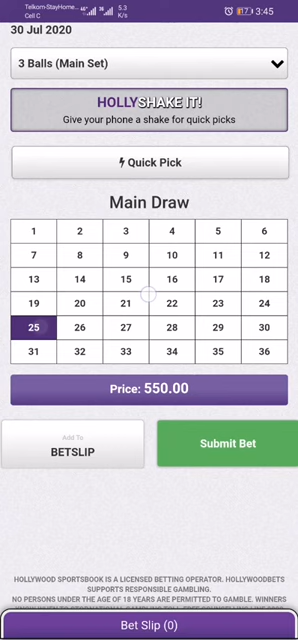 Telkom-StayHome...
Cell C
4G+
3G
5.3
K/s
3:45
30 Jul 2020
3 Balls (Main Set)
HOLLYSHAKE IT!
Give your phone a shake for quick picks
Quick Pick
Main Draw
1 2 3 4 5 6
7 8 9 10 11 12
13 14 15 16 17 18
19 20 21 22 23 24
25 26 27 28 29 30
31 32 33 34 35 36
Price: 550.00
Add To
BETSLIP
Submit Bet
HOLLYWOOD SPORTSBOOK IS A LICENSED BETTING OPERATOR. HOLLYWOODBETS
SUPPORTS RESPONSIBLE GAMBLING.
NO PERSONS UNDER THE AGE OF 18 YEARS ARE PERMITTED TO GAMBLE. WINNERS
Bet Slip (0)